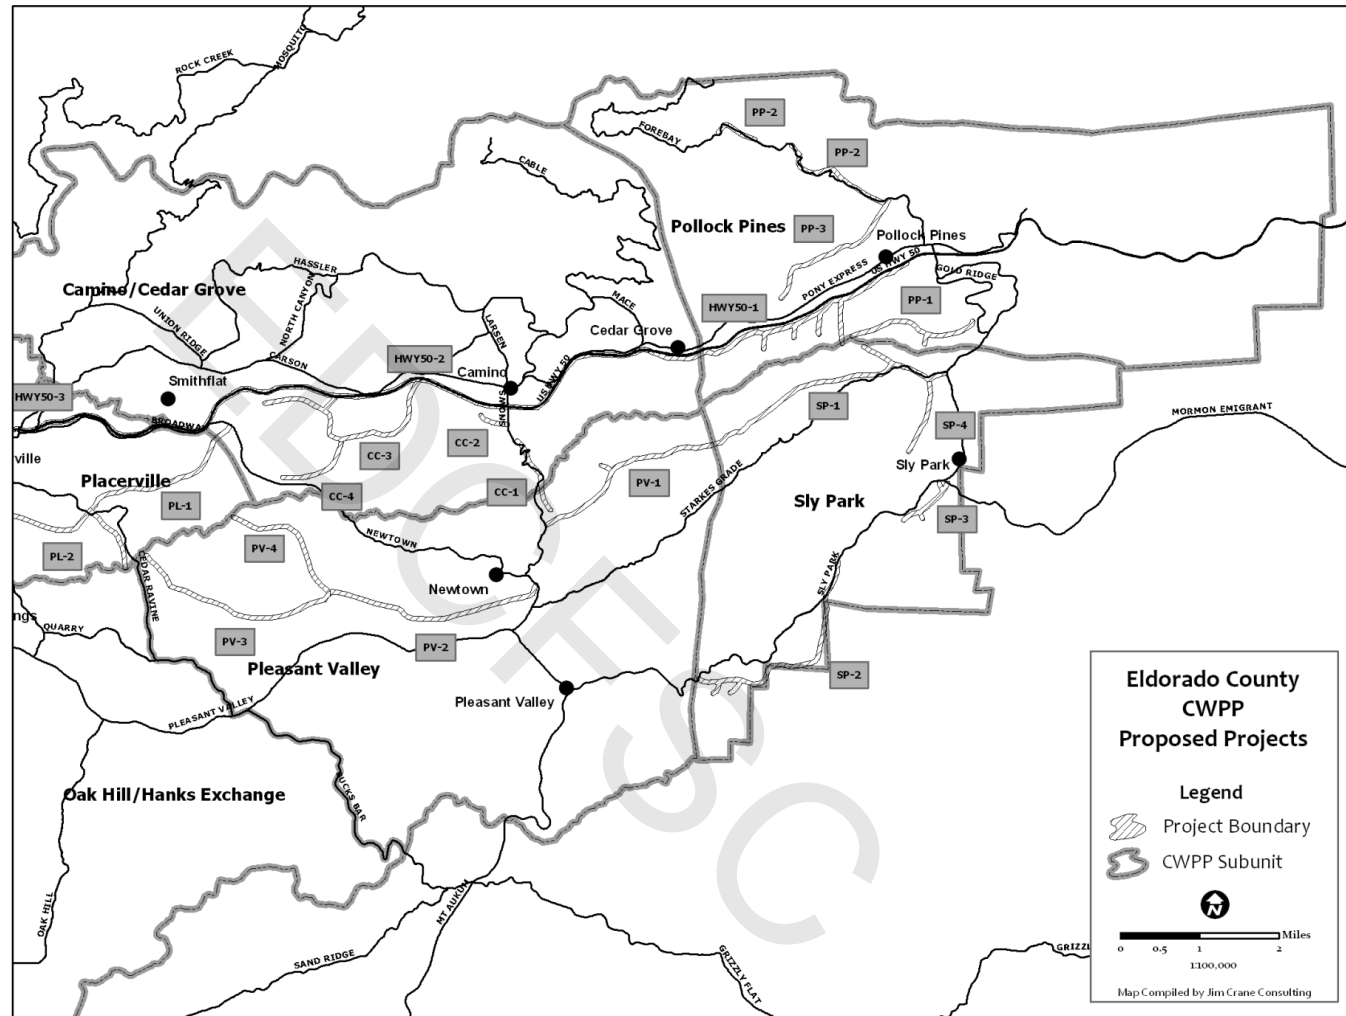 ROCK CREEK
MOSQUITO
PP-2
FOREBAY
PP-2
CABLE
Pollock Pines
PP-3
Pollock Pines
US HWY 50
HASSLER
PONY EXPRESS
GOLD RIDGE
Camino/Cedar Grove
NORTH CANYON
MACE
HWY50-1
PP-1
UNION RIDGE
LARSEN
Cedar Grove
HWY50-2
CARSON
Camino
US HWY 50
Smithflat
HWY50-3
SNOWS
SP-1
MORMON EMIGRANT
BROADWA
SP-4
CC-2
CC-3
ville
Sly Park
Placerville
PV-1
STARKES GRADE
CC-4
CC-1
Sly Park
PL-1
SP-3
NEWTOWN
PV-4
PL-2
CEDAR RAVINE
SLY PARK
Newtown
ngs
QUARRY
PV-3
PV-2
Pleasant Valley
SP-2
Pleasant Valley
PLEASANT VALLEY
Oak Hill/Hanks Exchange
BUCKS BAR
OAK HILL
MT AUKUM
SAND RIDGE
GRIZZLY FLAT
GRIZZL
EDCFSC
Eldorado County
CWPP
Proposed Projects
Legend
Project Boundary
CWPP Subunit
N
Miles
0 0.5 1 2
1:100,000
Map Compiled by Jim Crane Consulting